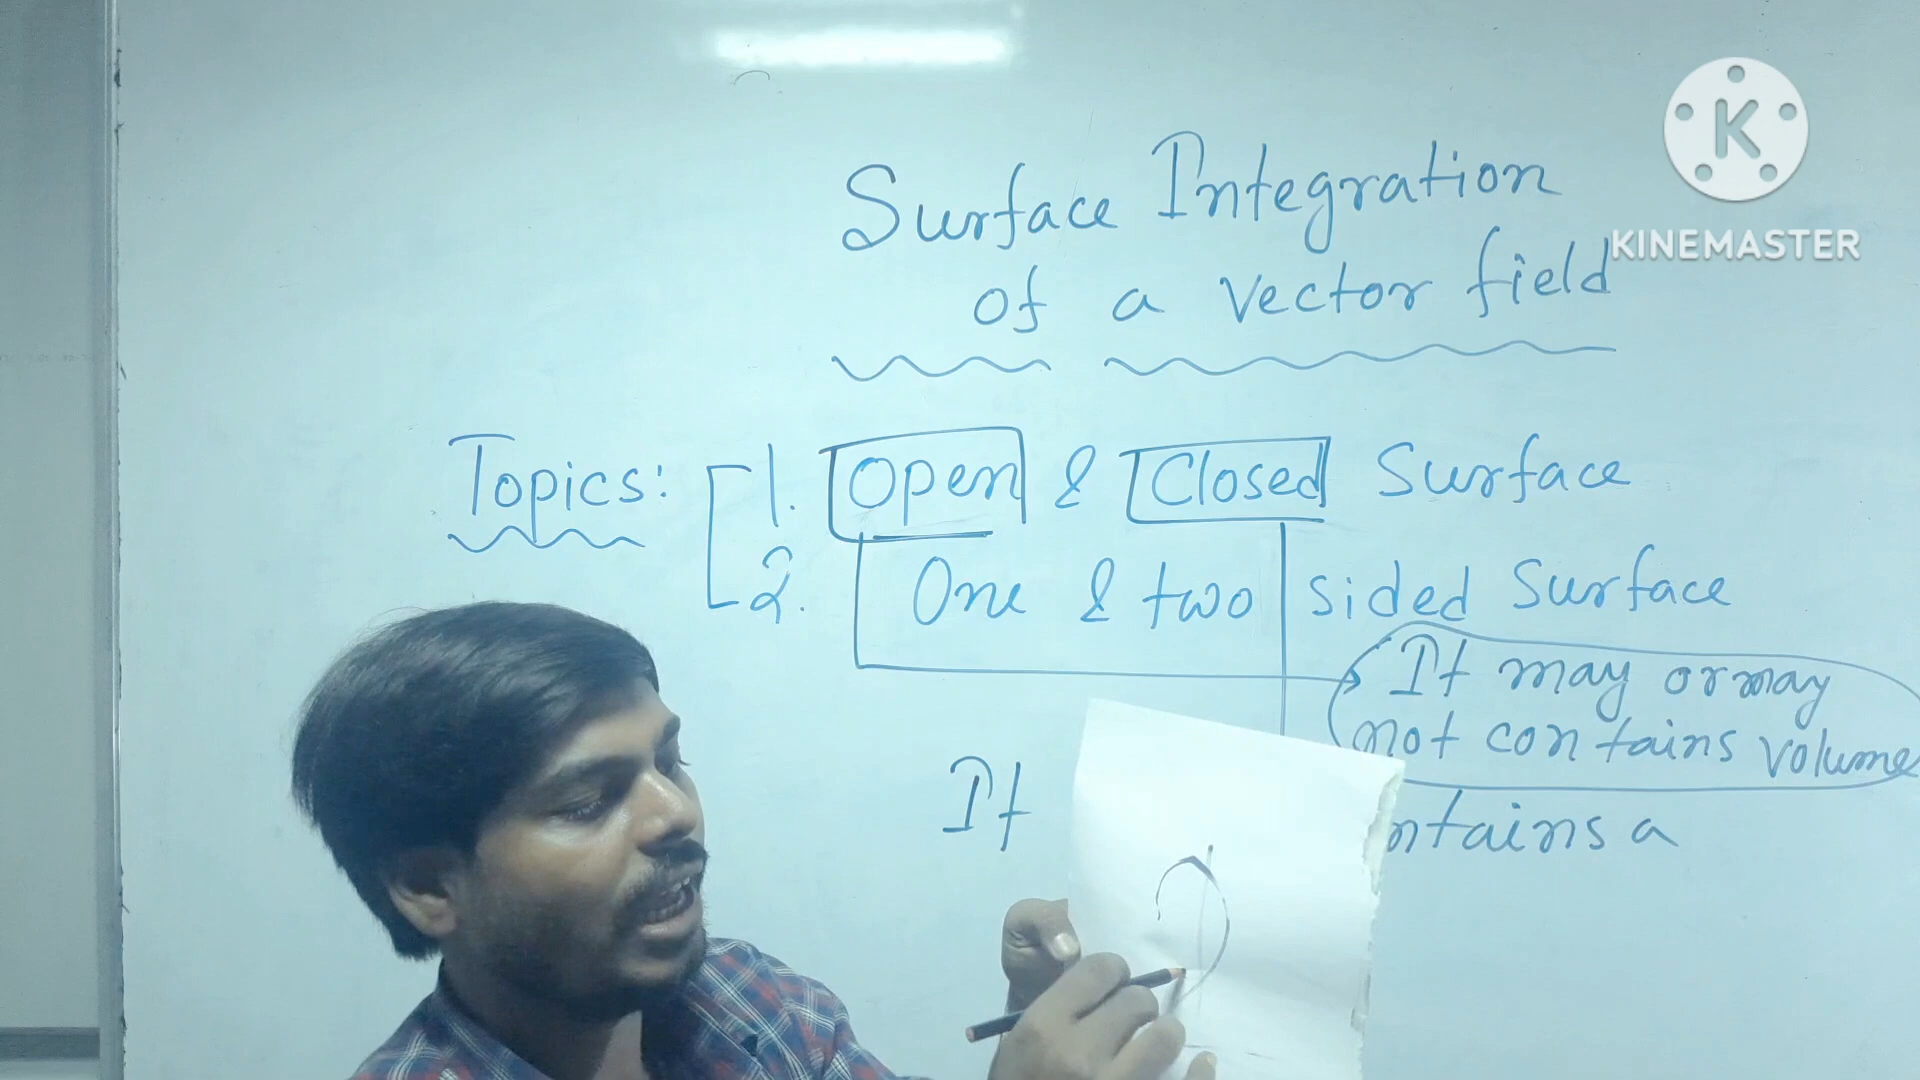 Surface Integration
of a vector field
KINEMASTER
Topics: 1. Open & Closed Surface
2. One & two sided Surface
It may or may
not contains volume
It ntains a